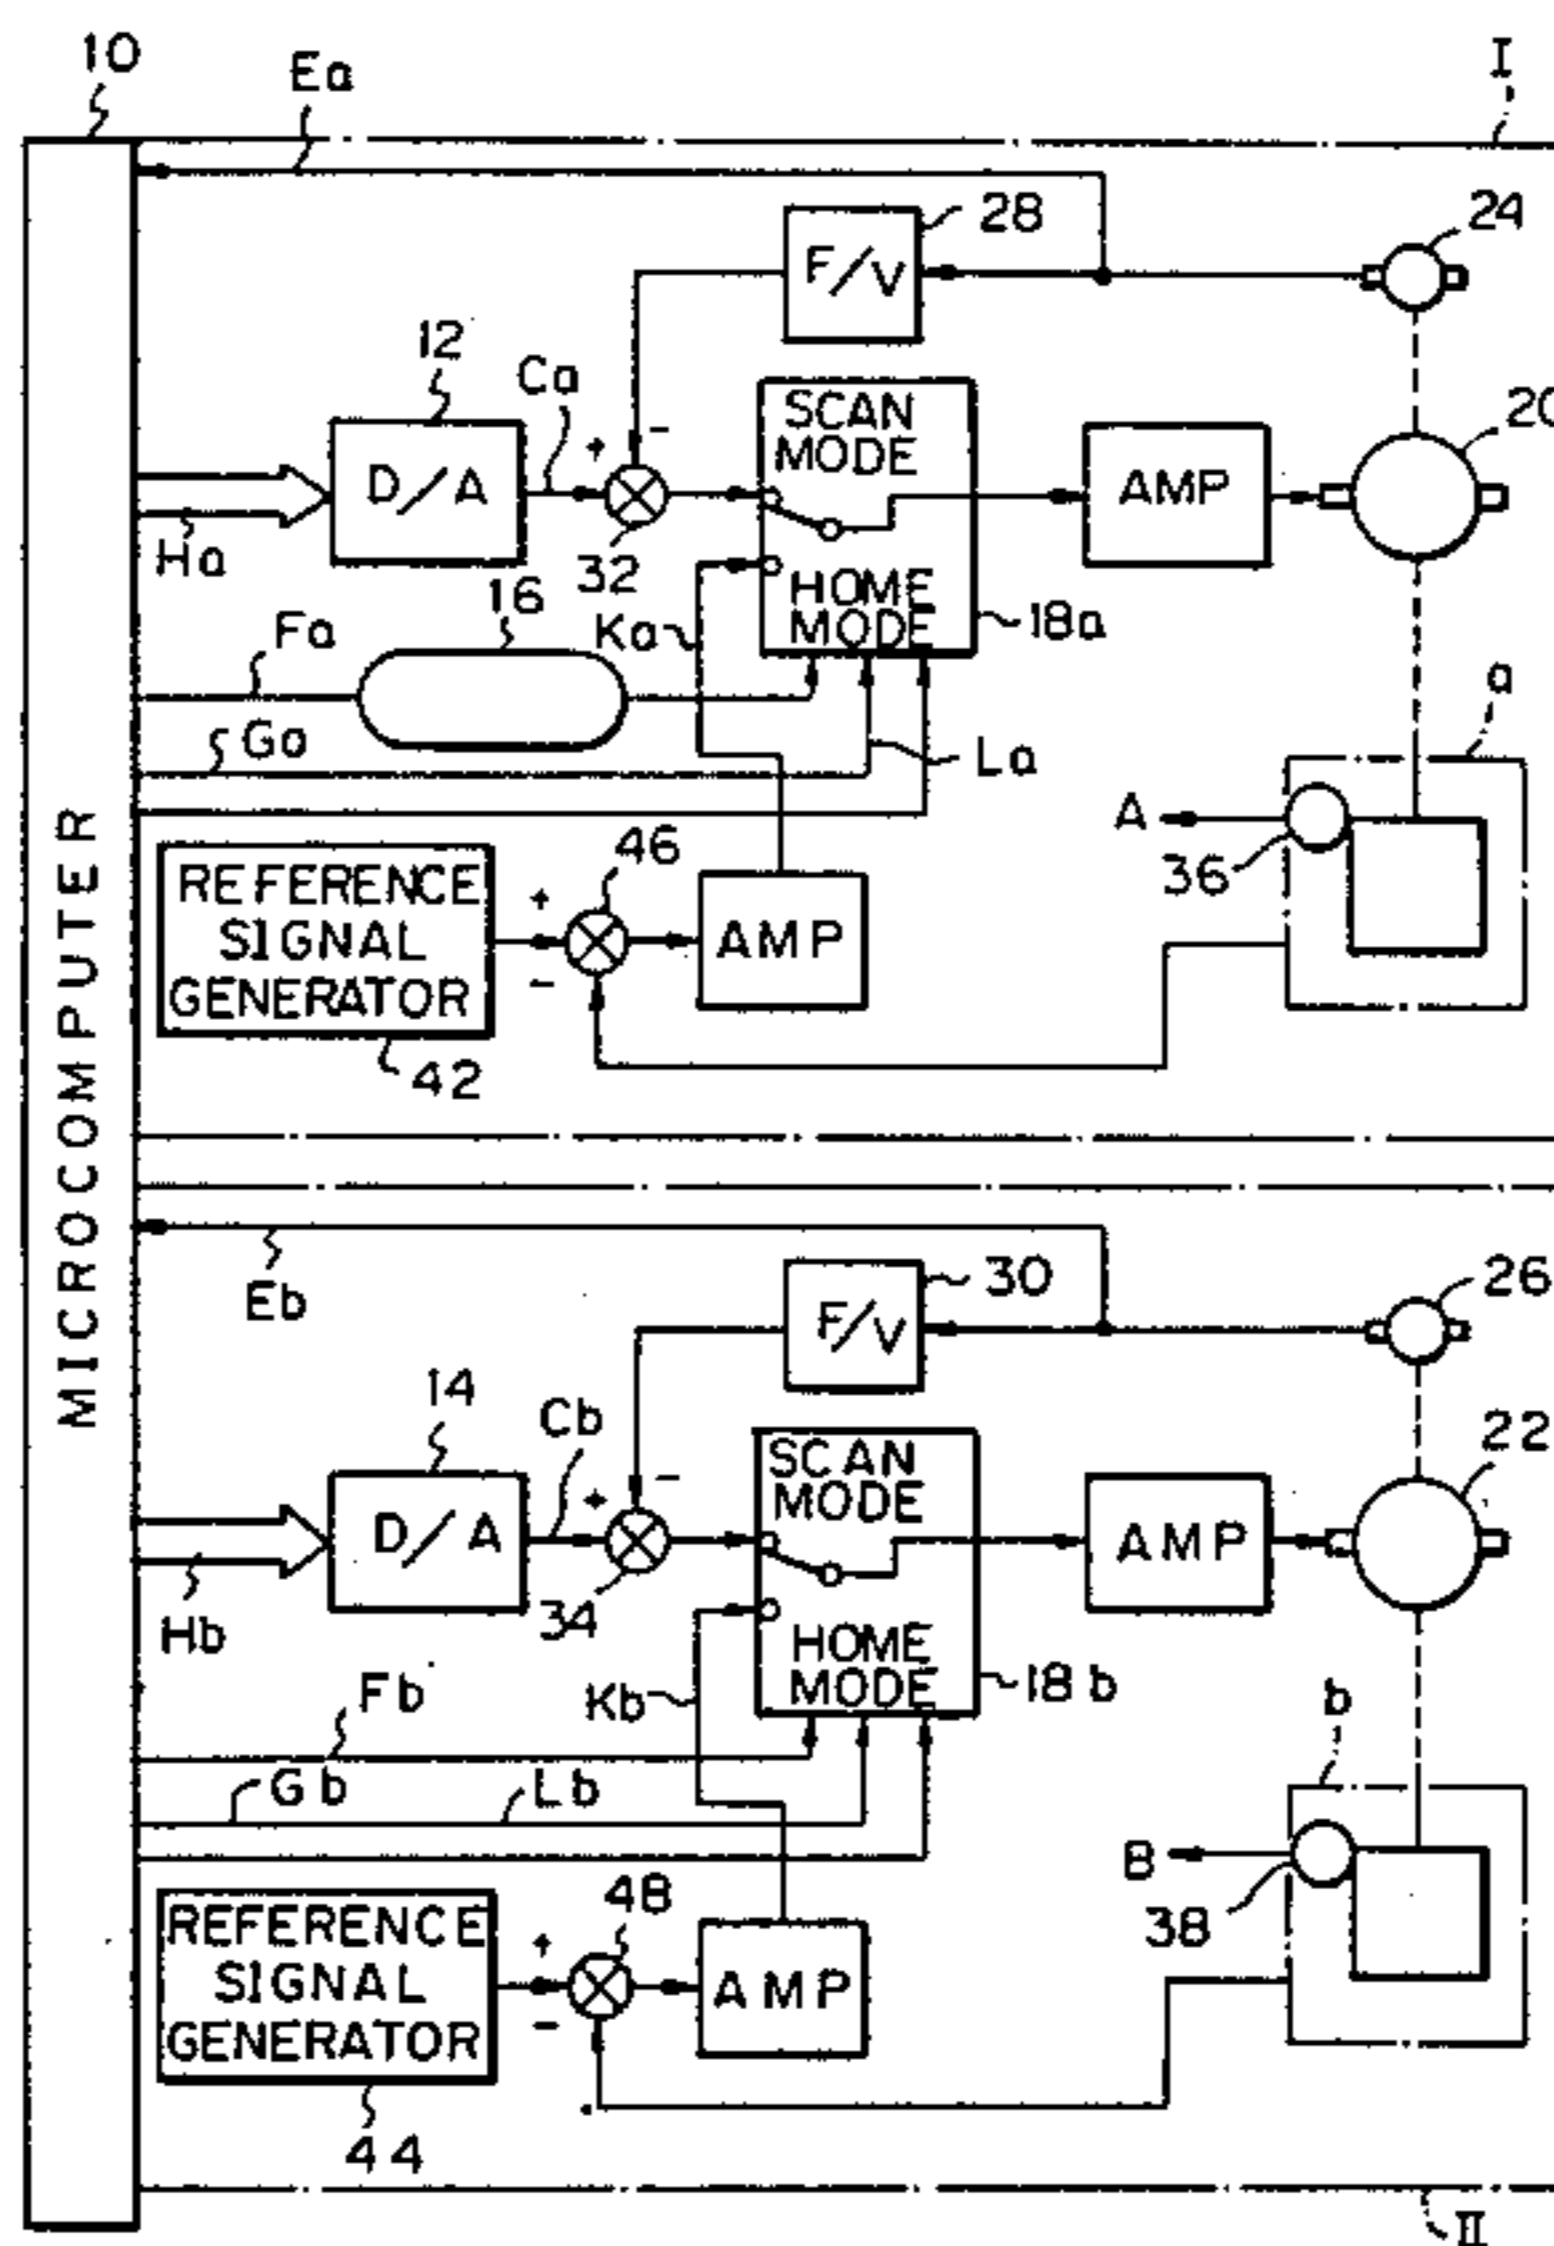 10
Ea
I
24
28
F/V
12
Ca
20
SCAN
MODE
+
-
D/A
AMP
Ha
32
HOME
MODE
16
Ka
18a
Fa
a
Ga
La
A
36
46
REFERENCE
SIGNAL
GENERATOR
+
-
AMP
42
MICROCOMPUTER
Eb
30
26
F/V
14
Cb
22
SCAN
MODE
+
-
D/A
AMP
Hb
34
HOME
MODE
Fb
Kb
18b
b
Gb
Lb
B
38
48
REFERENCE
SIGNAL
GENERATOR
+
-
AMP
44
II